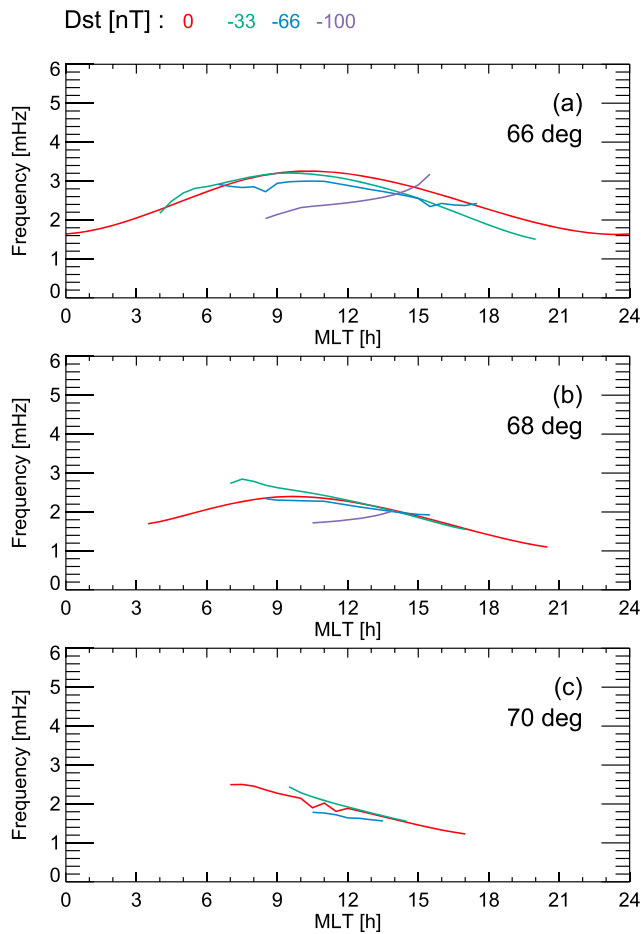 Dst [nT] : 0 -33 -66 -100
6
5
4
3
2
1
0
Frequency [mHz]
(a)
66 deg
0 3 6 9 12 15 18 21 24
MLT [h]
6
5
4
3
2
1
0
Frequency [mHz]
(b)
68 deg
0 3 6 9 12 15 18 21 24
MLT [h]
6
5
4
3
2
1
0
Frequency [mHz]
(c)
70 deg
0 3 6 9 12 15 18 21 24
MLT [h]